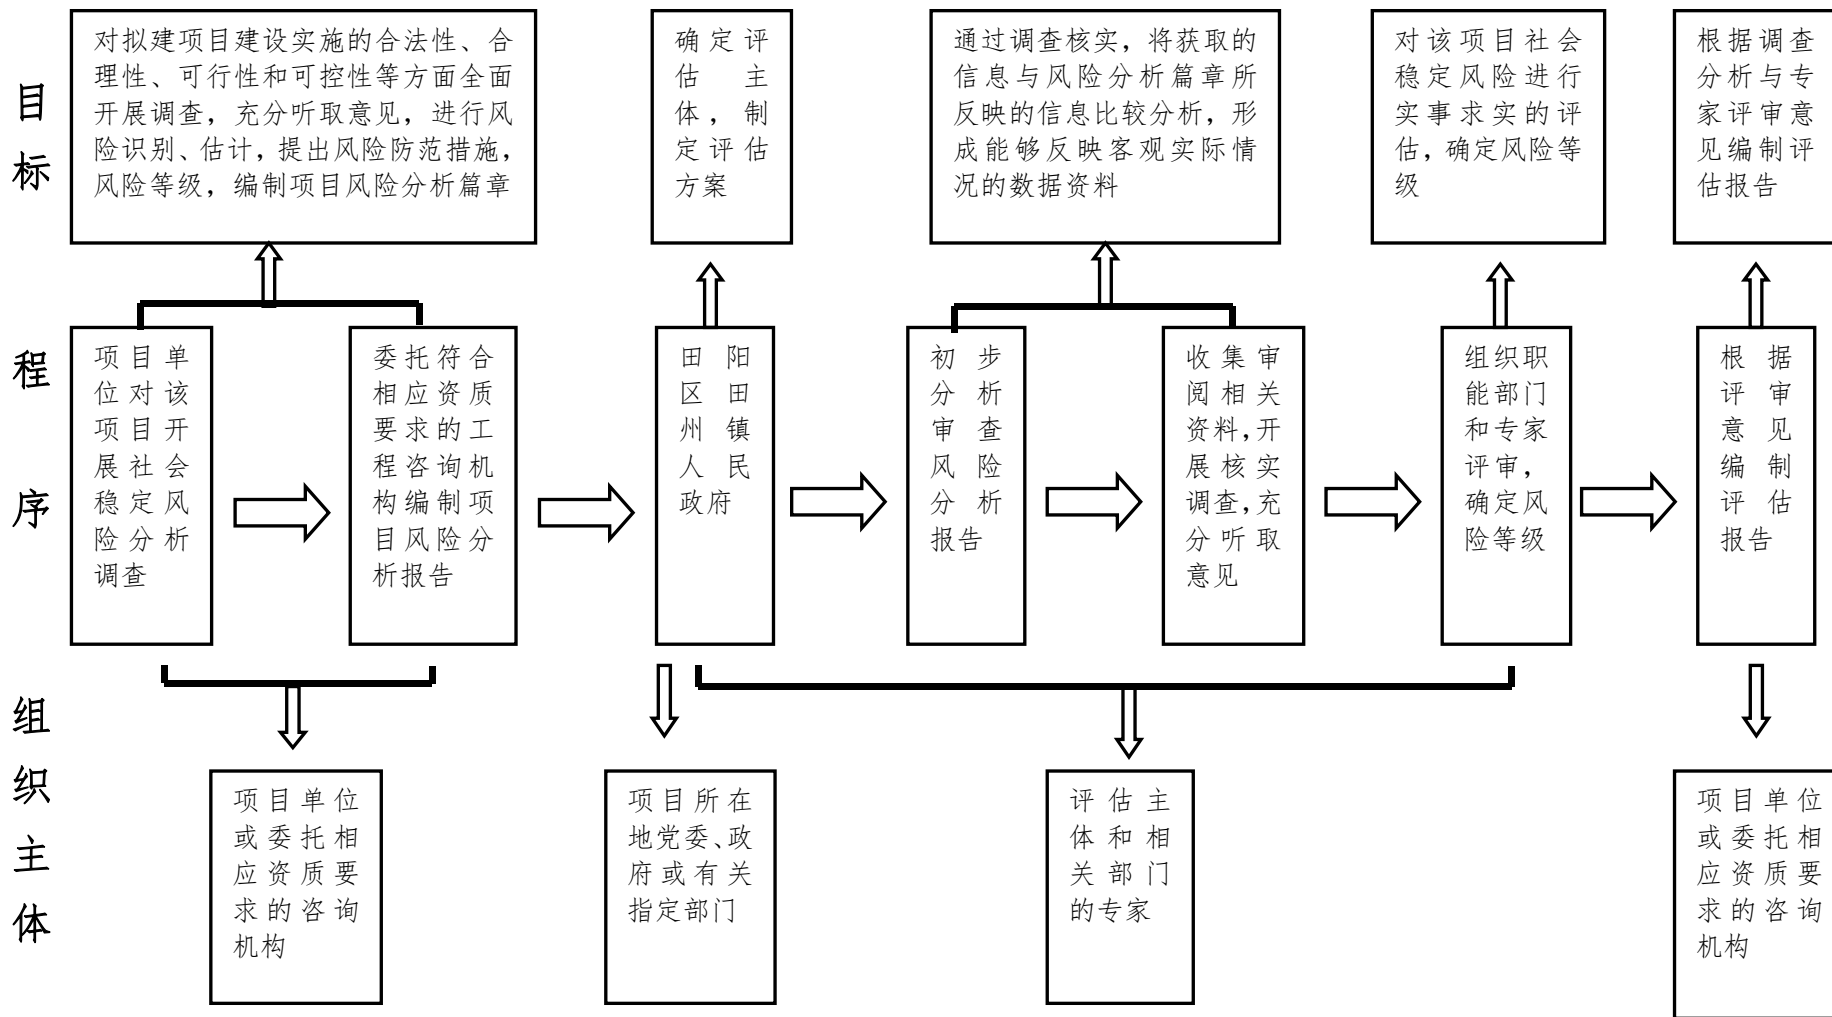 目标
对拟建项目建设实施的合法性、合
理性、可行性和可控性等方面全面
开展调查，充分听取意见，进行风
险识别、估计，提出风险防范措施，
风险等级，编制项目风险分析篇章
确定评
估主
体，制
定评估
方案
通过调查核实，将获取的
信息与风险分析篇章所
反映的信息比较分析，形
成能够反映客观实际情
况的数据资料
对该项目社会
稳定风险进行
实事求实的评
估，确定风险等
级
根据调查
分析与专
家评审意
见编制评
估报告
程序
项目单
位对该
项目开
展社会
稳定风
险分析
调查
委托符合
相应资质
要求的工
程咨询机
构编制项
目风险分
析报告
田阳
区田
州镇
人民
政府
初步
分析
审查
风险
分析
报告
收集审
阅相关
资料，开
展核实
调查，充
分听取
意见
组织职
能部门
和专家
评审，
确定风
险等级
根据
评审
意见
编制
评估
报告
组织主体
项目单位
或委托相
应资质要
求的咨询
机构
项目所在
地党委、政
府或有关
指定部门
评估主
体和相
关部门
的专家
项目单位
或委托相
应资质要
求的咨询
机构